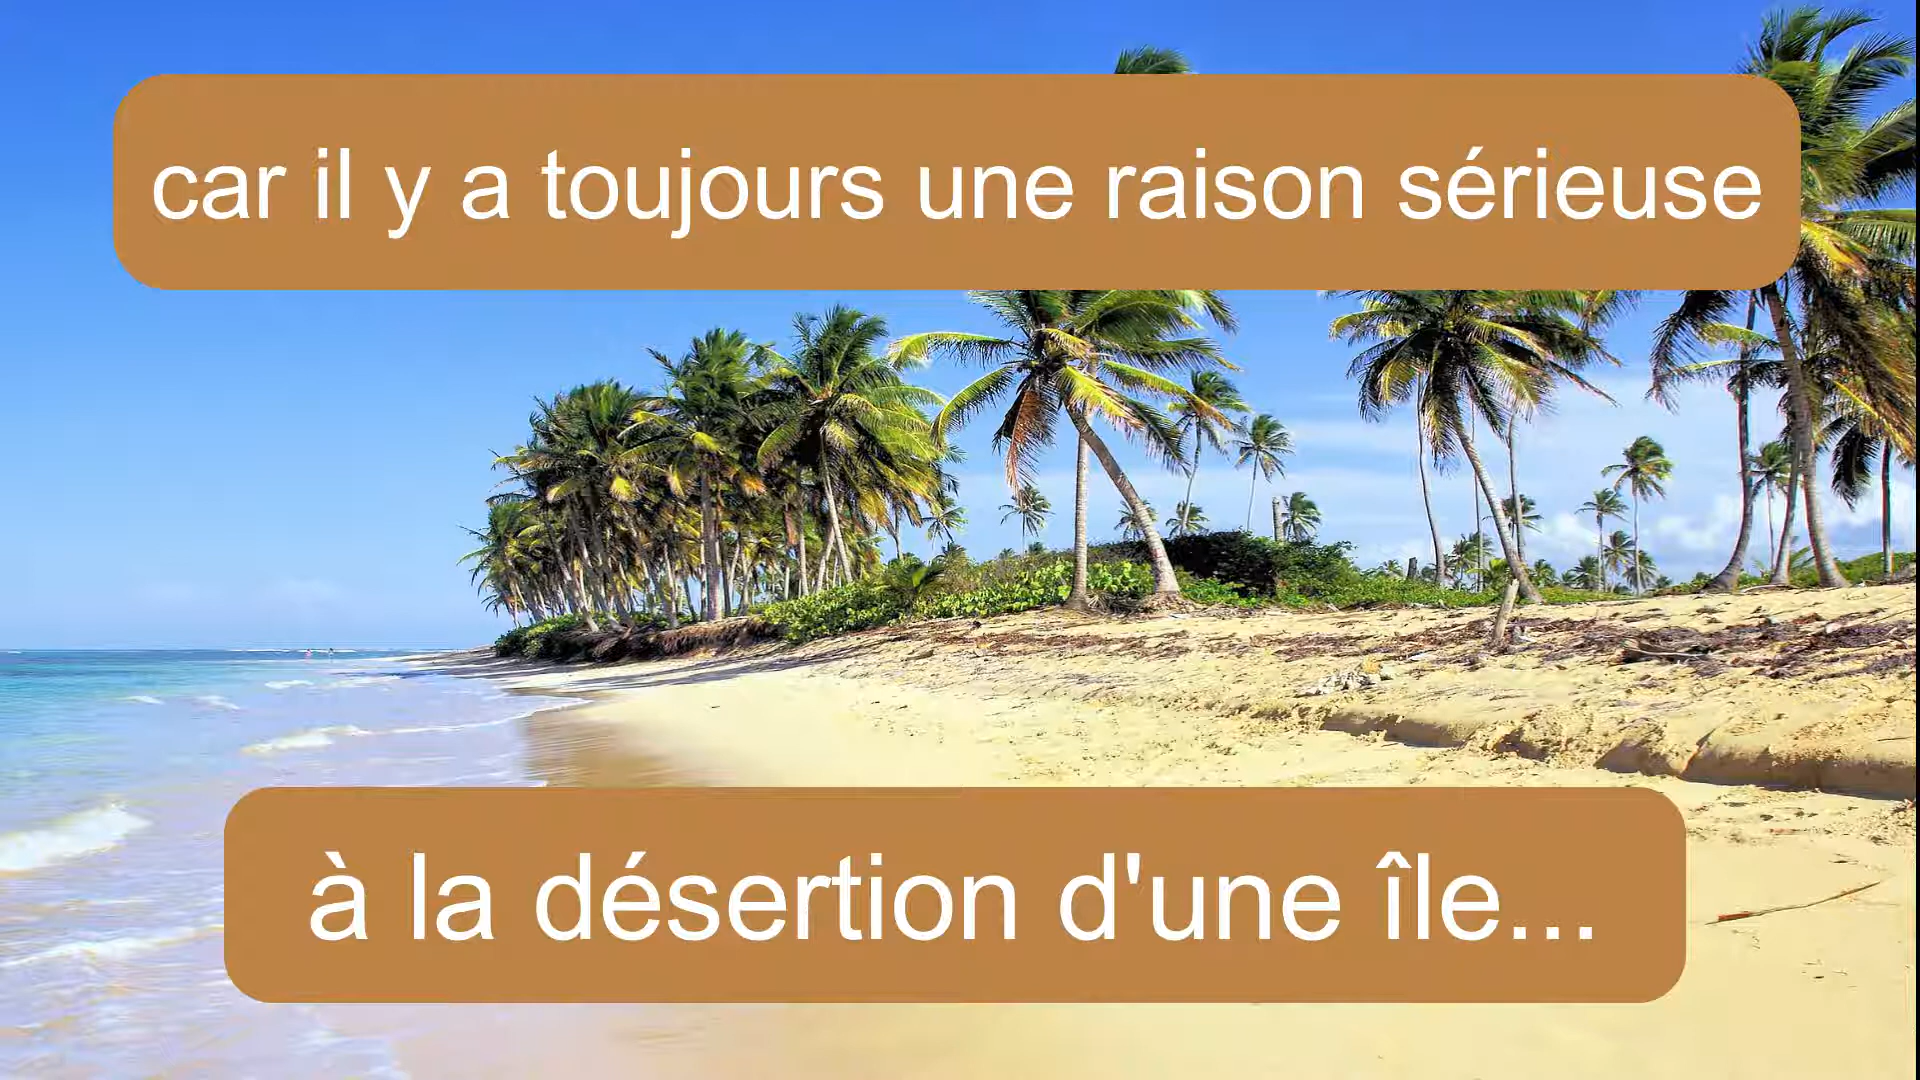 car il y a toujours une raison sérieuse
à la désertion d'une île...